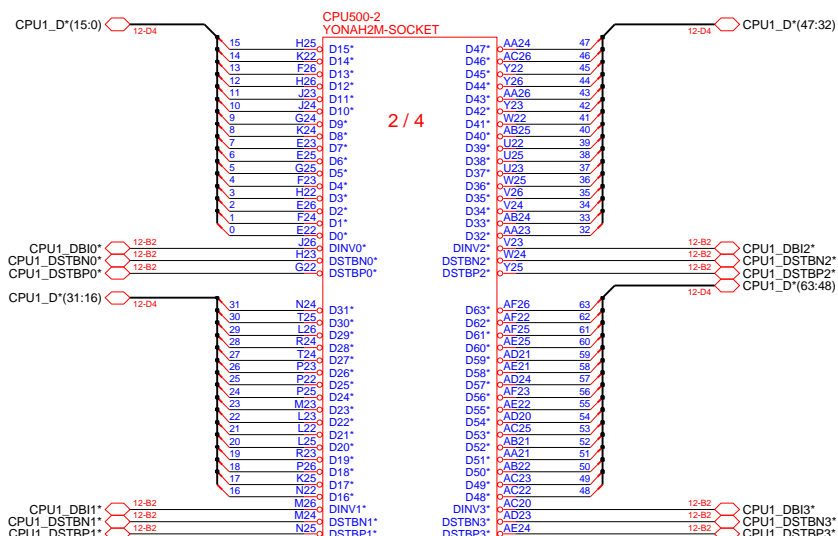 CPU500-2
YONAH2M-SOCKET
2 / 4
CPU1_D*(15:0) 12-D4
12-D4 CPU1_D*(47:32)
15 H25 D15* D47* AA24 47
14 K22 D14* D46* AC26 46
13 F26 D13* D45* Y22 45
12 H26 D12* D44* Y26 44
11 J23 D11* D43* AA26 43
10 J24 D10* D42* Y23 42
9 G24 D9* D41* W22 41
8 K24 D8* D40* AB25 40
7 E23 D7* D39* U22 39
6 E25 D6* D38* U25 38
5 G25 D5* D37* U23 37
4 F23 D4* D36* W25 36
3 H22 D3* D35* V26 35
2 E26 D2* D34* V24 34
1 F24 D1* D33* AB24 33
0 E22 D0* D32* AA23 32
CPU1_DBI0* 12-B2 J26 DINV0* DINV2* V23 12-B2 CPU1_DBI2*
CPU1_DSTBN0* 12-B2 H23 DSTBN0* DSTBN2* W24 12-B2 CPU1_DSTBN2*
CPU1_DSTBP0* 12-B2 G22 DSTBP0* DSTBP2* Y25 12-B2 CPU1_DSTBP2*
CPU1_D*(31:16) 12-D4
12-D4 CPU1_D*(63:48)
31 N24 D31* D63* AF26 63
30 T25 D30* D62* AF22 62
29 L26 D29* D61* AF25 61
28 R24 D28* D60* AE25 60
27 T24 D27* D59* AD21 59
26 P23 D26* D58* AE21 58
25 P22 D25* D57* AD24 57
24 P25 D24* D56* AF23 56
23 M23 D23* D55* AE22 55
22 L23 D22* D54* AD20 54
21 L22 D21* D53* AC25 53
20 L25 D20* D52* AB21 52
19 R23 D19* D51* AA21 51
18 P26 D18* D50* AB22 50
17 K25 D17* D49* AC23 49
16 N22 D16* D48* AC22 48
CPU1_DBI1* 12-B2 M26 DINV1* DINV3* AC20 12-B2 CPU1_DBI3*
CPU1_DSTBN1* 12-B2 M24 DSTBN1* DSTBN3* AD23 12-B2 CPU1_DSTBN3*
CPU1_DSTBP1* 12-B2 N25 DSTBP1* DSTBP3* AE24 12-B2 CPU1_DSTBP3*